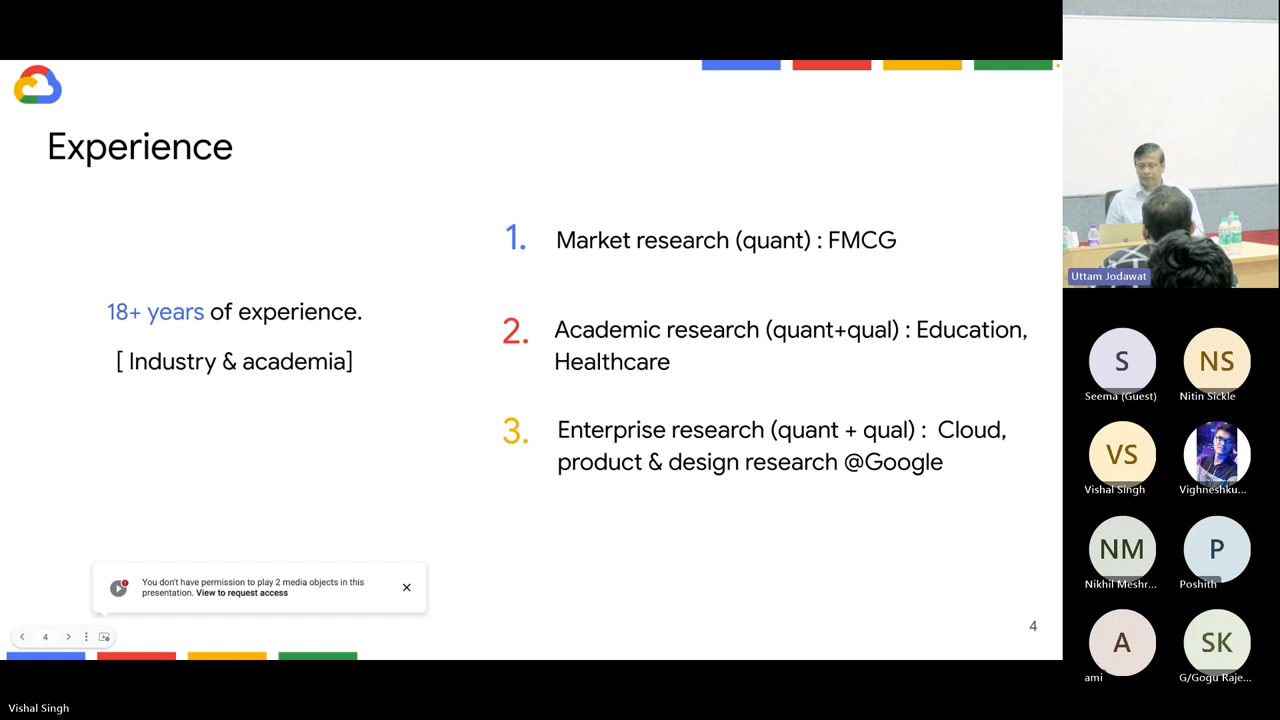 Experience
18+ years of experience.
[ Industry & academia]
1. Market research (quant) : FMCG
2. Academic research (quant+qual) : Education,
Healthcare
3. Enterprise research (quant + qual) : Cloud,
product & design research @Google
You don't have permission to play 2 media objects in this
presentation. View to request access
4
4
Uttam Jodawat
S
Seema (Guest)
NS
Nitin Sickle
VS
Vishal Singh
Vighneshku...
NM
Nikhil Meshr...
P
Poshith
A
ami
SK
G/Gogu Raje...
Vishal Singh